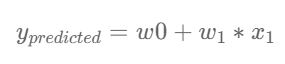 y_predicted = w0 + w_1 * x_1